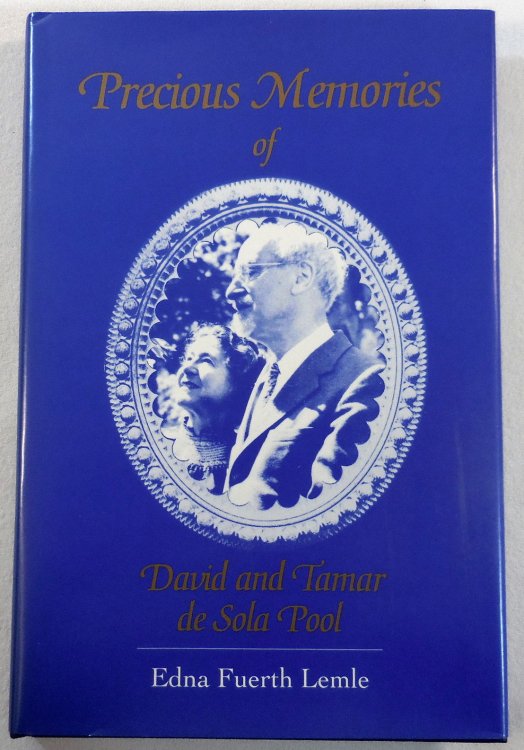 Precious Memories
of
David and Tamar
de Sola Pool
Edna Fuerth Lemle